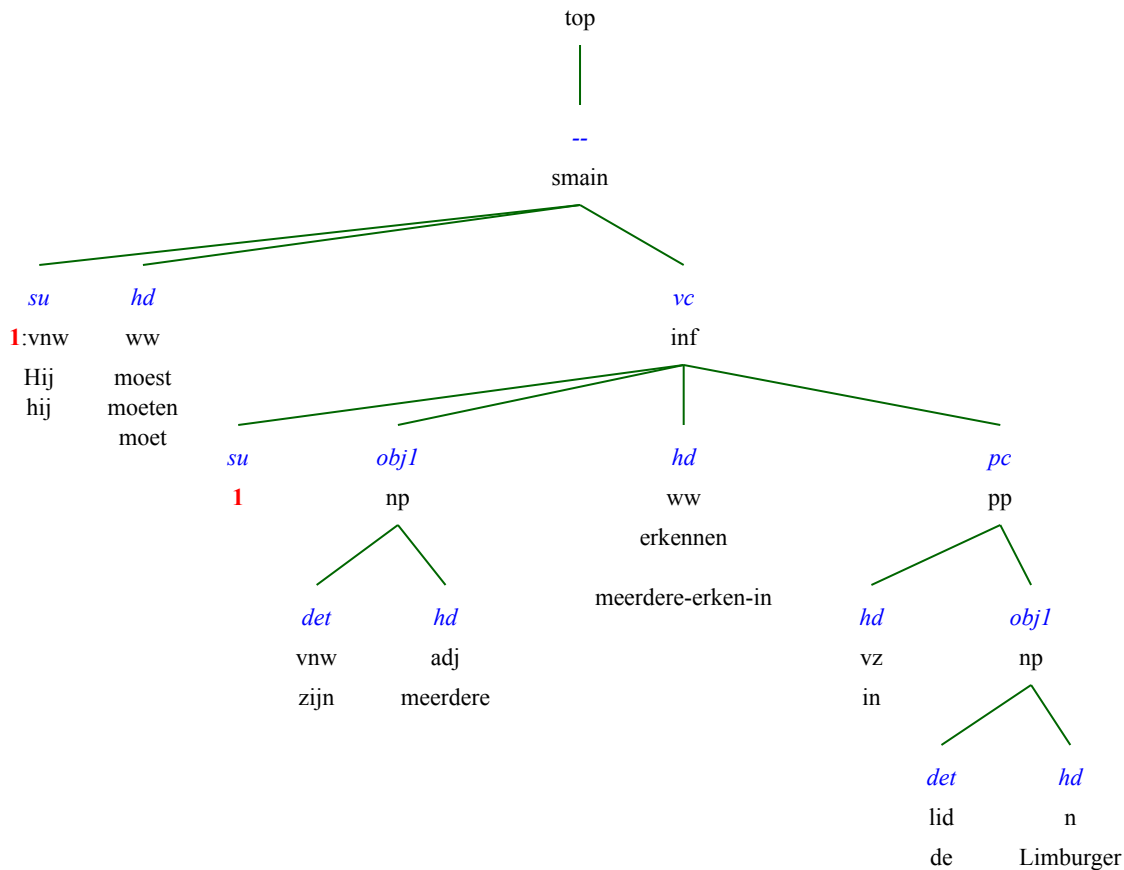 top
--
smain
su hd vc
1:vnw ww inf
Hij moest
hij moeten
moet
su obj1 hd pc
1 np ww pp
erkennen
meerdere-erken-in
det hd hd obj1
vnw adj vz np
zijn meerdere in
det hd
lid n
de Limburger